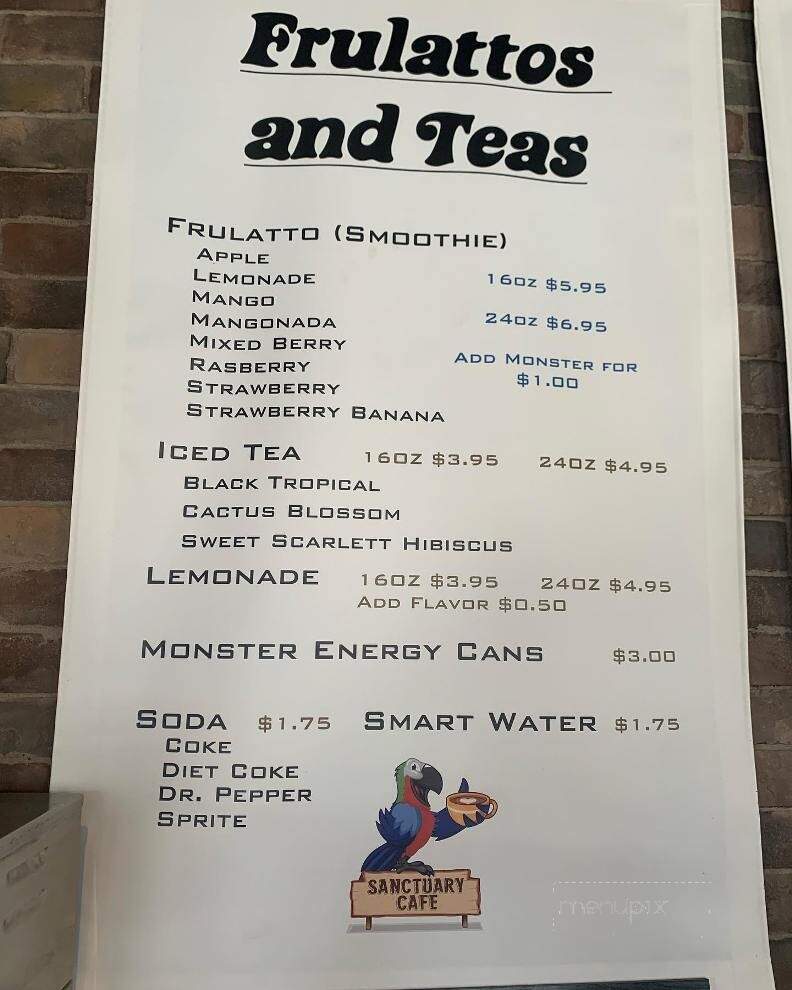 Frulattos
and Teas
Frulatto (Smoothie)
Apple
Lemonade 16oz $5.95
Mango
Mangonada 24oz $6.95
Mixed Berry
Rasberry Add Monster for
Strawberry $1.00
Strawberry Banana
Iced Tea 16oz $3.95 24oz $4.95
Black Tropical
Cactus Blossom
Sweet Scarlett Hibiscus
Lemonade 16oz $3.95 24oz $4.95
Add Flavor $0.50
Monster Energy Cans $3.00
Soda $1.75 Smart Water $1.75
Coke
Diet Coke
Dr. Pepper
Sprite
SANCTUARY
CAFE
menupix